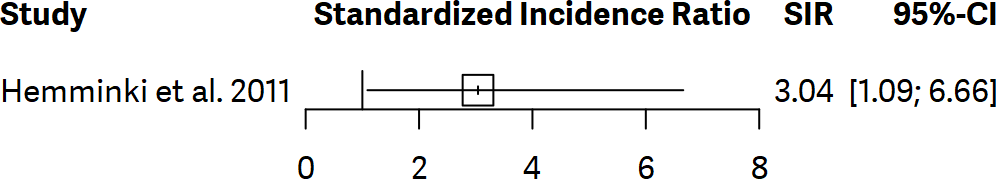 Study Standardized Incidence Ratio SIR 95%-CI
Hemminki et al. 2011 3.04 [1.09; 6.66]
0 2 4 6 8